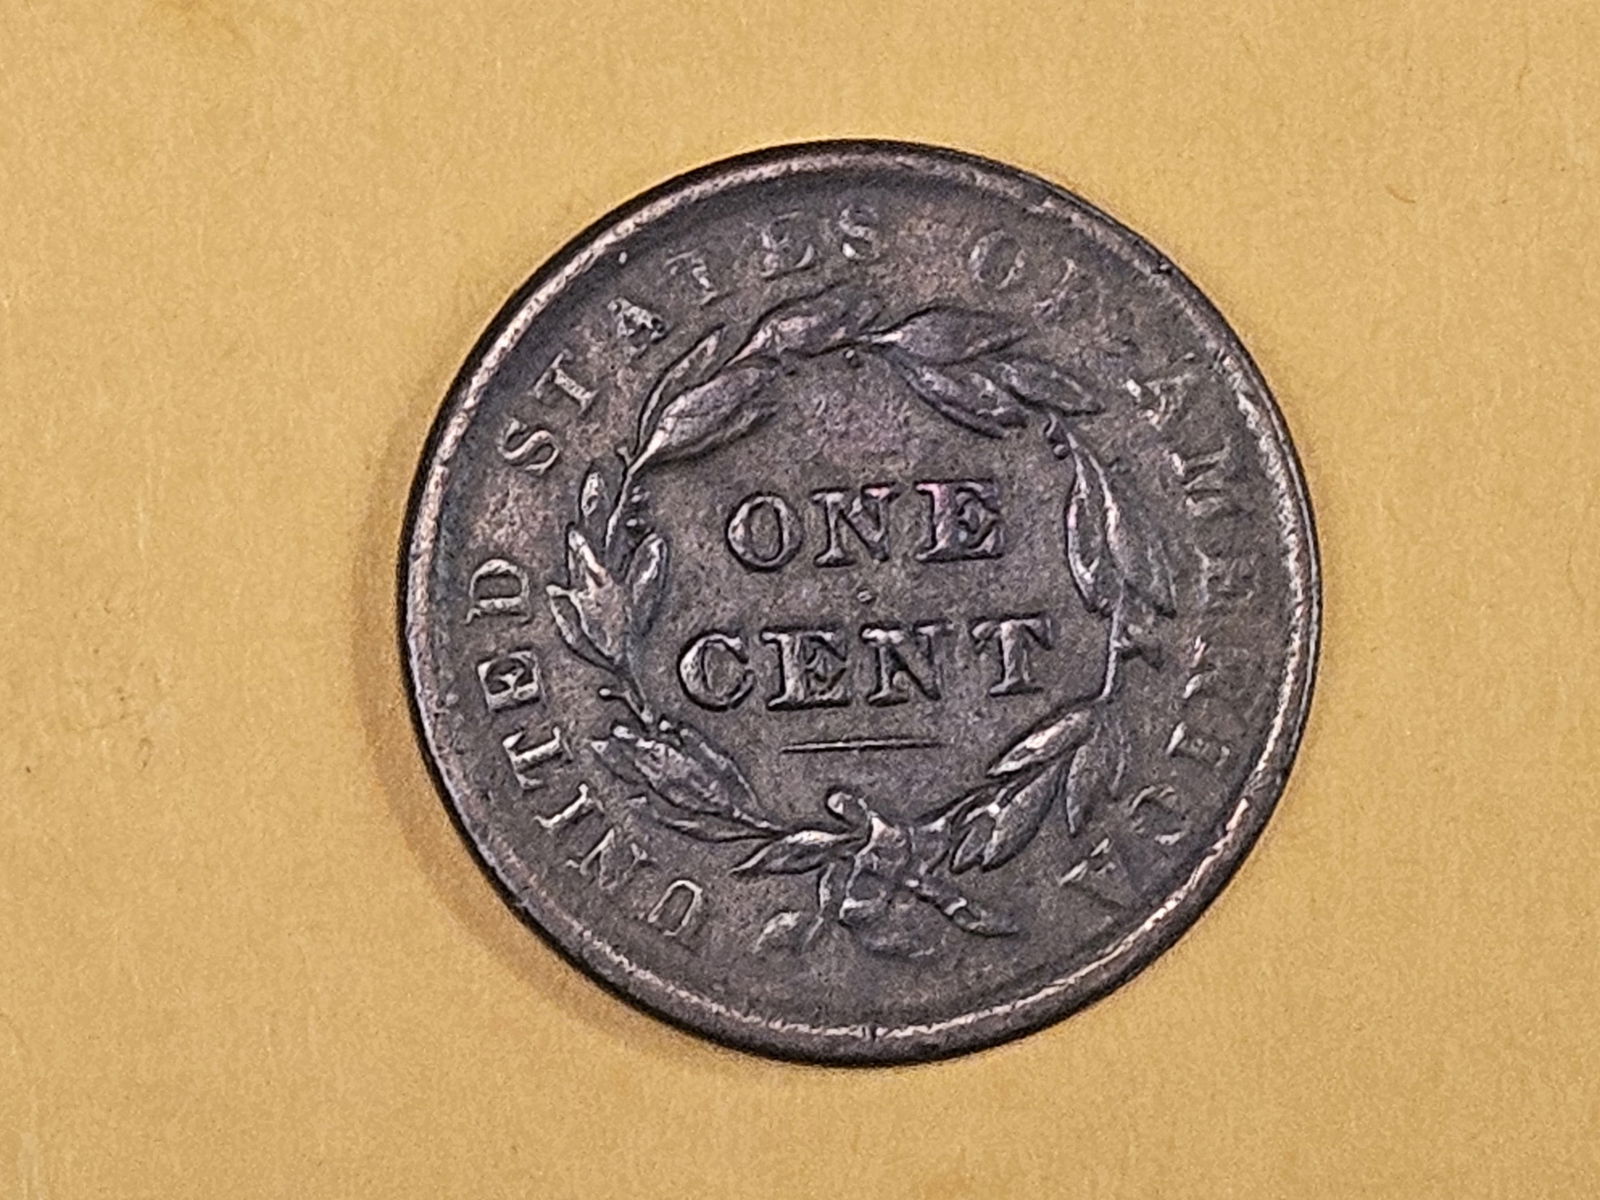 UNITED STATES OF AMERICA
ONE
CENT